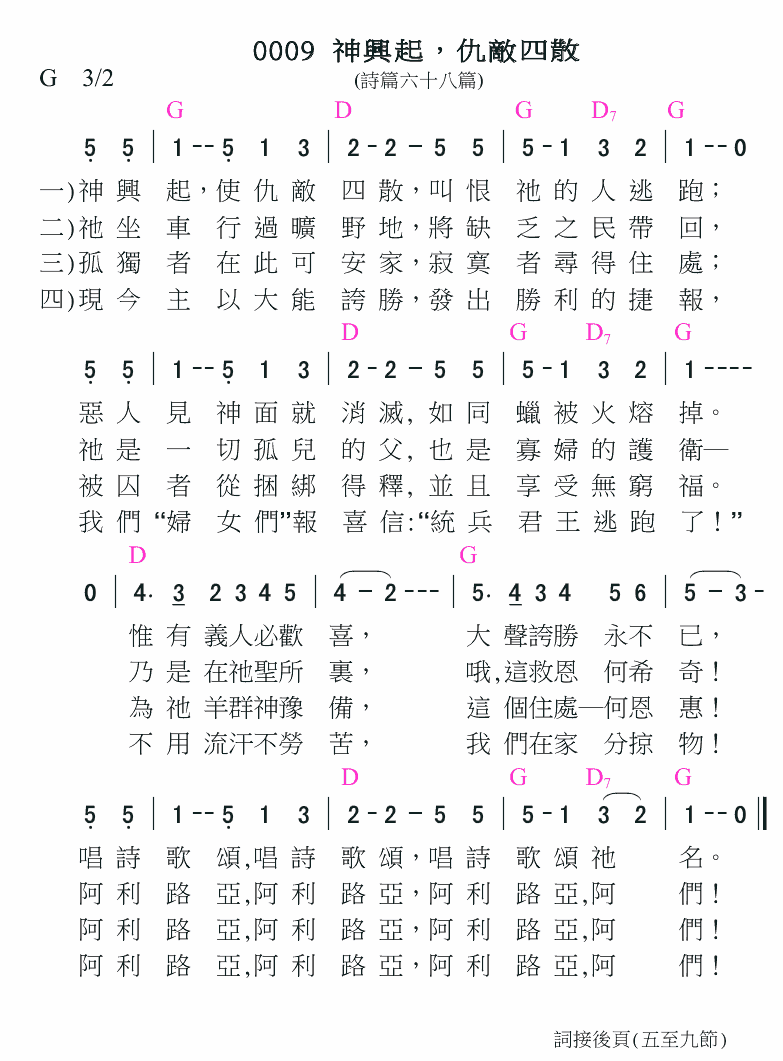 0009 神興起，仇敵四散
G 3/2 (詩篇六十八篇)
G D G D7 G
5 5 | 1 -- 5 1 3 | 2 - 2 - 5 5 | 5 - 1 3 2 | 1 -- 0
一)神興 起，使仇敵 四散，叫恨 祂的人逃 跑；
二)祂坐 車行過曠 野地，將缺 乏之民帶 回，
三)孤獨 者在此可 安家，寂寞 者尋得住 處；
四)現今 主以大能 誇勝，發出 勝利的捷 報，
D G D7 G
5 5 | 1 -- 5 1 3 | 2 - 2 - 5 5 | 5 - 1 3 2 | 1 ----
惡人 見神面就 消滅, 如同 蠟被火熔 掉。
祂是 一切孤兒 的父, 也是 寡婦的護 衛—
被囚 者從捆綁 得釋, 並且 享受無窮 福。
我們 “婦女們”報 喜信:“統兵 君王逃跑 了！”
D G
0 | 4. 3 2 3 4 5 | 4 - 2 --- | 5. 4 3 4 5 6 | 5 - 3 -
惟有義人必歡 喜， 大聲誇勝永不 已，
乃是在祂聖所 裏， 哦,這救恩何希 奇！
為祂羊群神豫 備， 這個住處—何恩 惠！
不用流汗不勞 苦， 我們在家分掠 物！
D G D7 G
5 5 | 1 -- 5 1 3 | 2 - 2 - 5 5 | 5 - 1 3 2 | 1 -- 0 ‖
唱詩 歌頌,唱詩 歌頌，唱詩 歌頌祂 名。
阿利 路亞,阿利 路亞，阿利 路亞,阿 們！
阿利 路亞,阿利 路亞，阿利 路亞,阿 們！
阿利 路亞,阿利 路亞，阿利 路亞,阿 們！
詞接後頁(五至九節)